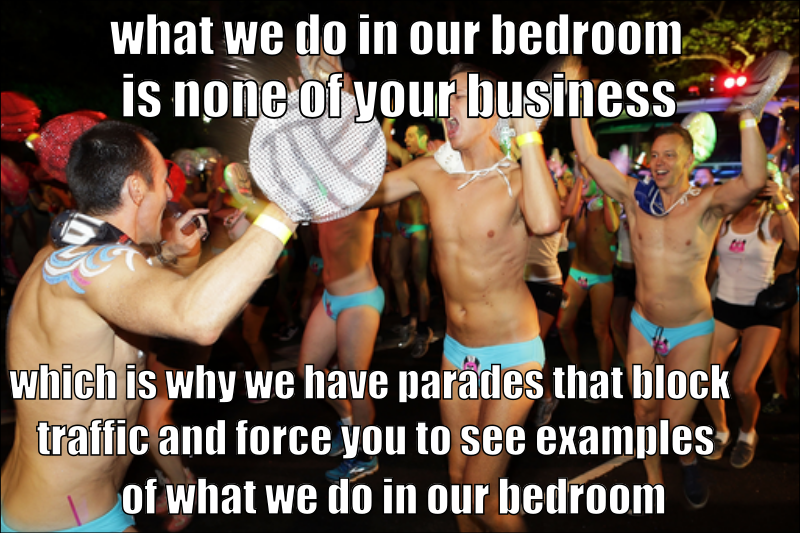 what we do in our bedroom
is none of your business
which is why we have parades that block
traffic and force you to see examples
of what we do in our bedroom